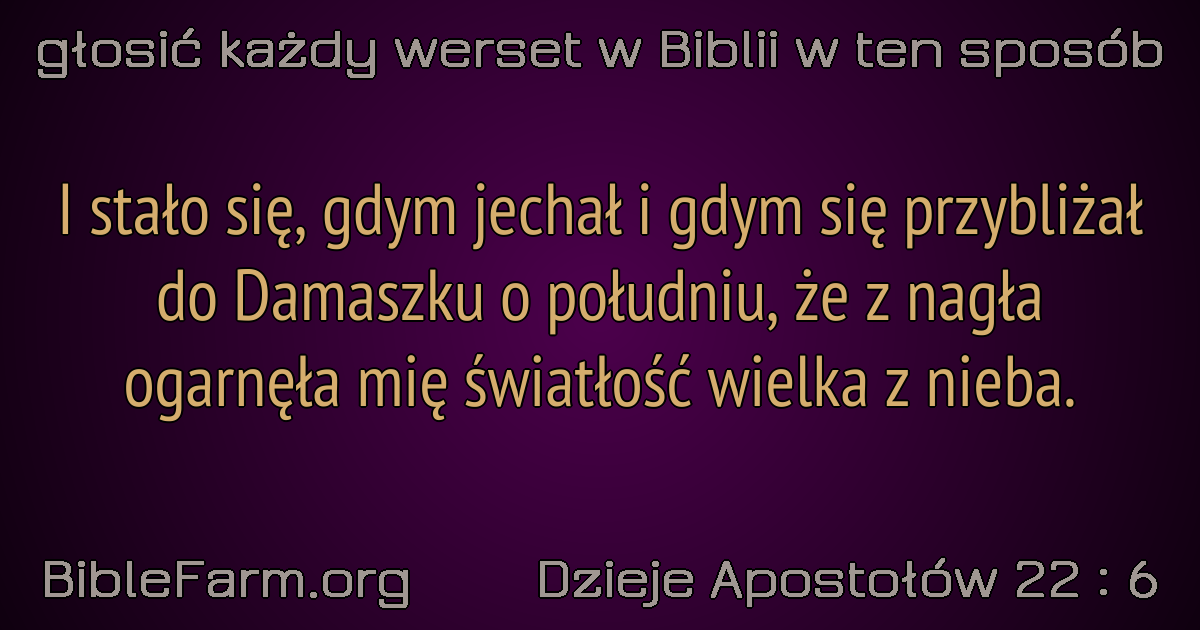 głosić każdy werset w Biblii w ten sposób
I stało się, gdym jechał i gdym się przybliżał
do Damaszku o południu, że z nagła
ogarnęła mię światłość wielka z nieba.
BibleFarm.org
Dzieje Apostołów 22 : 6